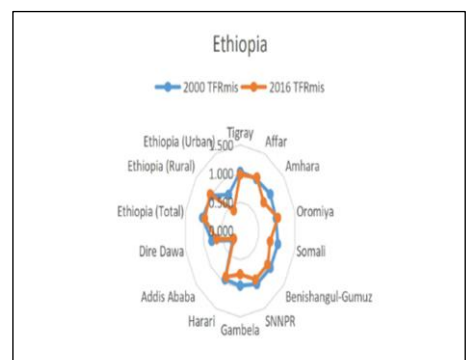 Ethiopia
2000 TFRmis 2016 TFRmis
Tigray
Affar
Amhara
Oromiya
Somali
Benishangul-Gumuz
SNNPR
Gambela
Harari
Addis Ababa
Dire Dawa
Ethiopia (Total)
Ethiopia (Rural)
Ethiopia (Urban)
1.500
1.000
0.500
0.000